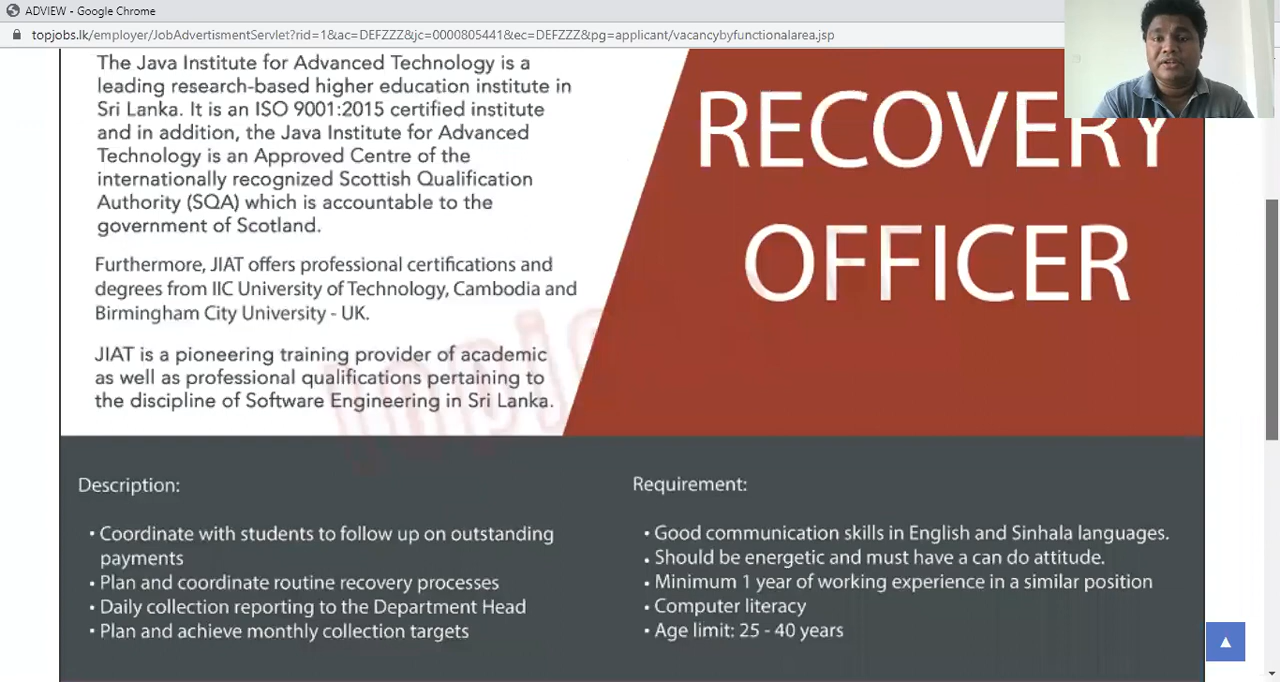 ADVIEW - Google Chrome
topjobs.lk/employer/JobAdvertismentServlet?rid=1&ac=DEFZZZ&jc=0000805441&ec=DEFZZZ&pg=applicant/vacancybyfunctionalarea.jsp
The Java Institute for Advanced Technology is a
leading research-based higher education institute in
Sri Lanka. It is an ISO 9001:2015 certified institute
and in addition, the Java Institute for Advanced
Technology is an Approved Centre of the
internationally recognized Scottish Qualification
Authority (SQA) which is accountable to the
government of Scotland.
Furthermore, JIAT offers professional certifications and
degrees from IIC University of Technology, Cambodia and
Birmingham City University - UK.
JIAT is a pioneering training provider of academic
as well as professional qualifications pertaining to
the discipline of Software Engineering in Sri Lanka.
RECOVERY
OFFICER
Description:
• Coordinate with students to follow up on outstanding
payments
• Plan and coordinate routine recovery processes
• Daily collection reporting to the Department Head
• Plan and achieve monthly collection targets
Requirement:
• Good communication skills in English and Sinhala languages.
• Should be energetic and must have a can do attitude.
• Minimum 1 year of working experience in a similar position
• Computer literacy
• Age limit: 25 - 40 years